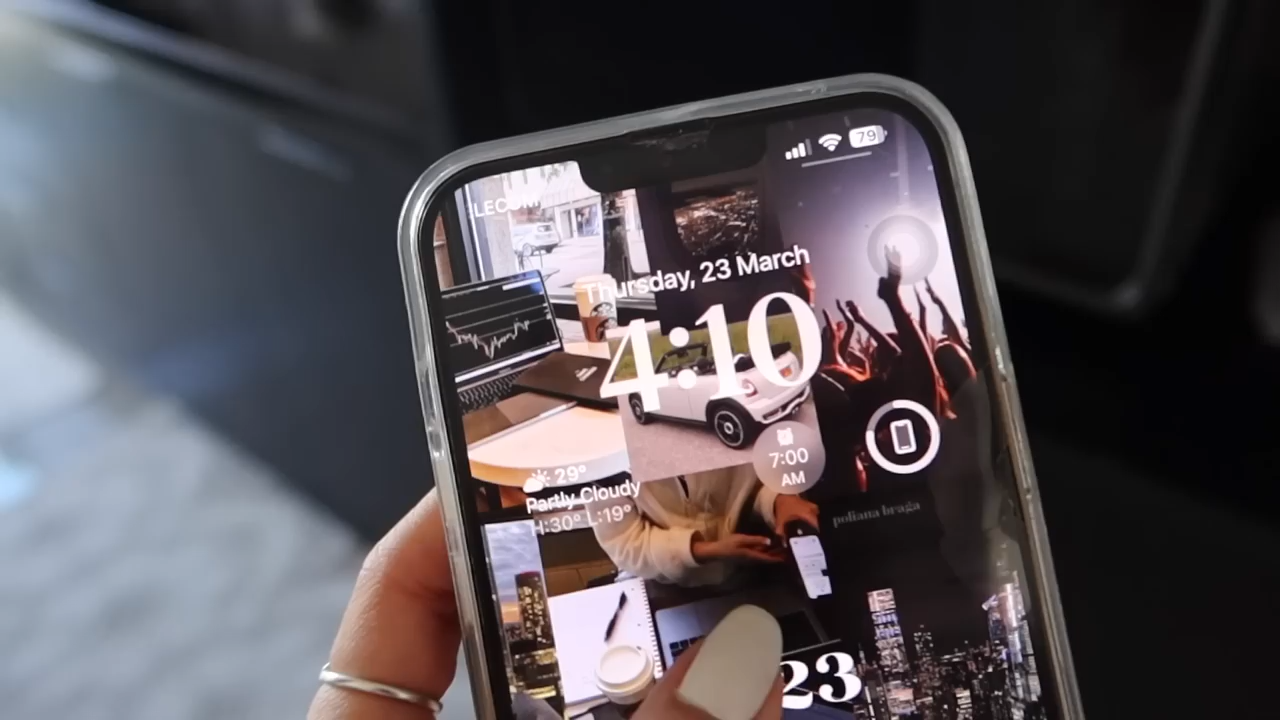 79
Thursday, 23 March
4:10
7:00
AM
29°
Partly Cloudy
H:30° L:19°
poliana braga
23